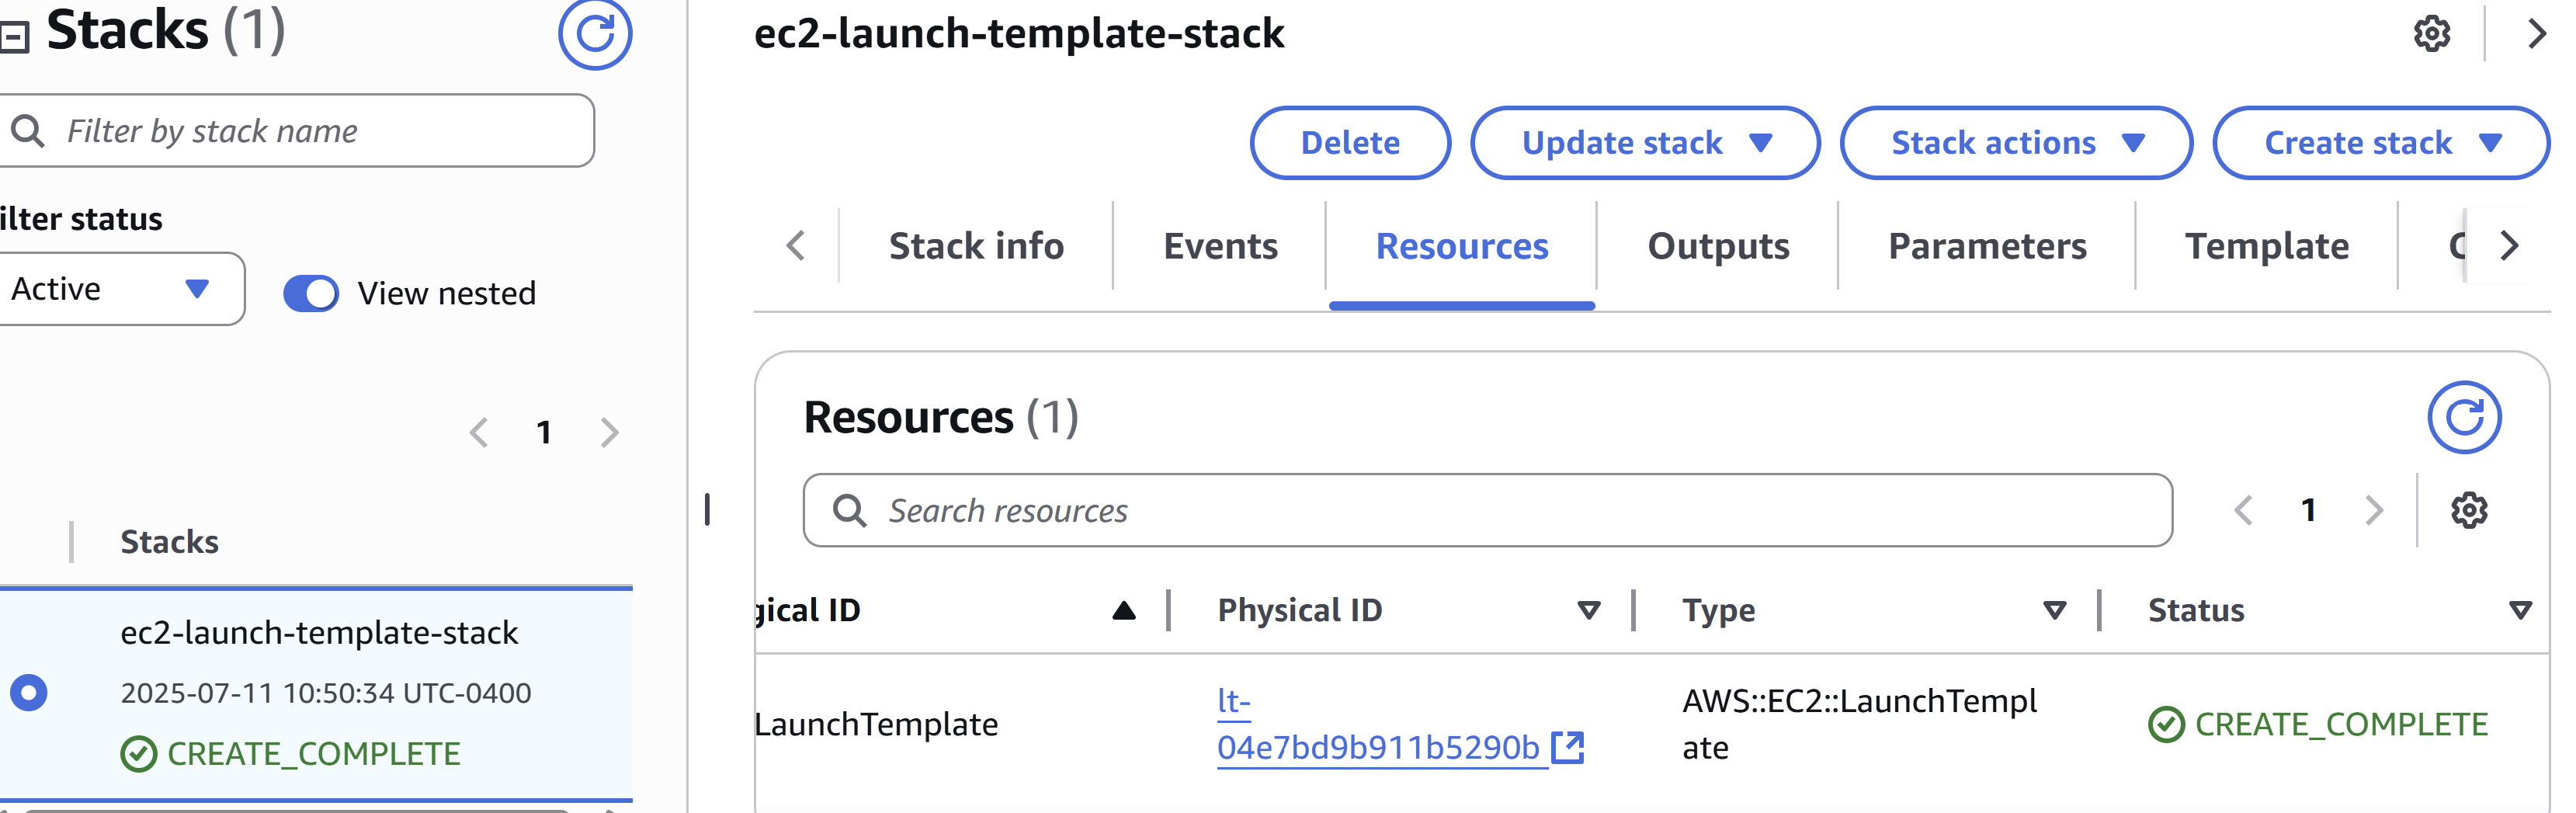 Stacks (1)
Filter by stack name
ilter status
Active
View nested
1
Stacks
ec2-launch-template-stack
2025-07-11 10:50:34 UTC-0400
CREATE_COMPLETE
ec2-launch-template-stack
Delete
Update stack
Stack actions
Create stack
Stack info
Events
Resources
Outputs
Parameters
Template
Resources (1)
Search resources
1
gical ID
Physical ID
Type
Status
LaunchTemplate
lt-
04e7bd9b911b5290b
AWS::EC2::LaunchTempl
ate
CREATE_COMPLETE